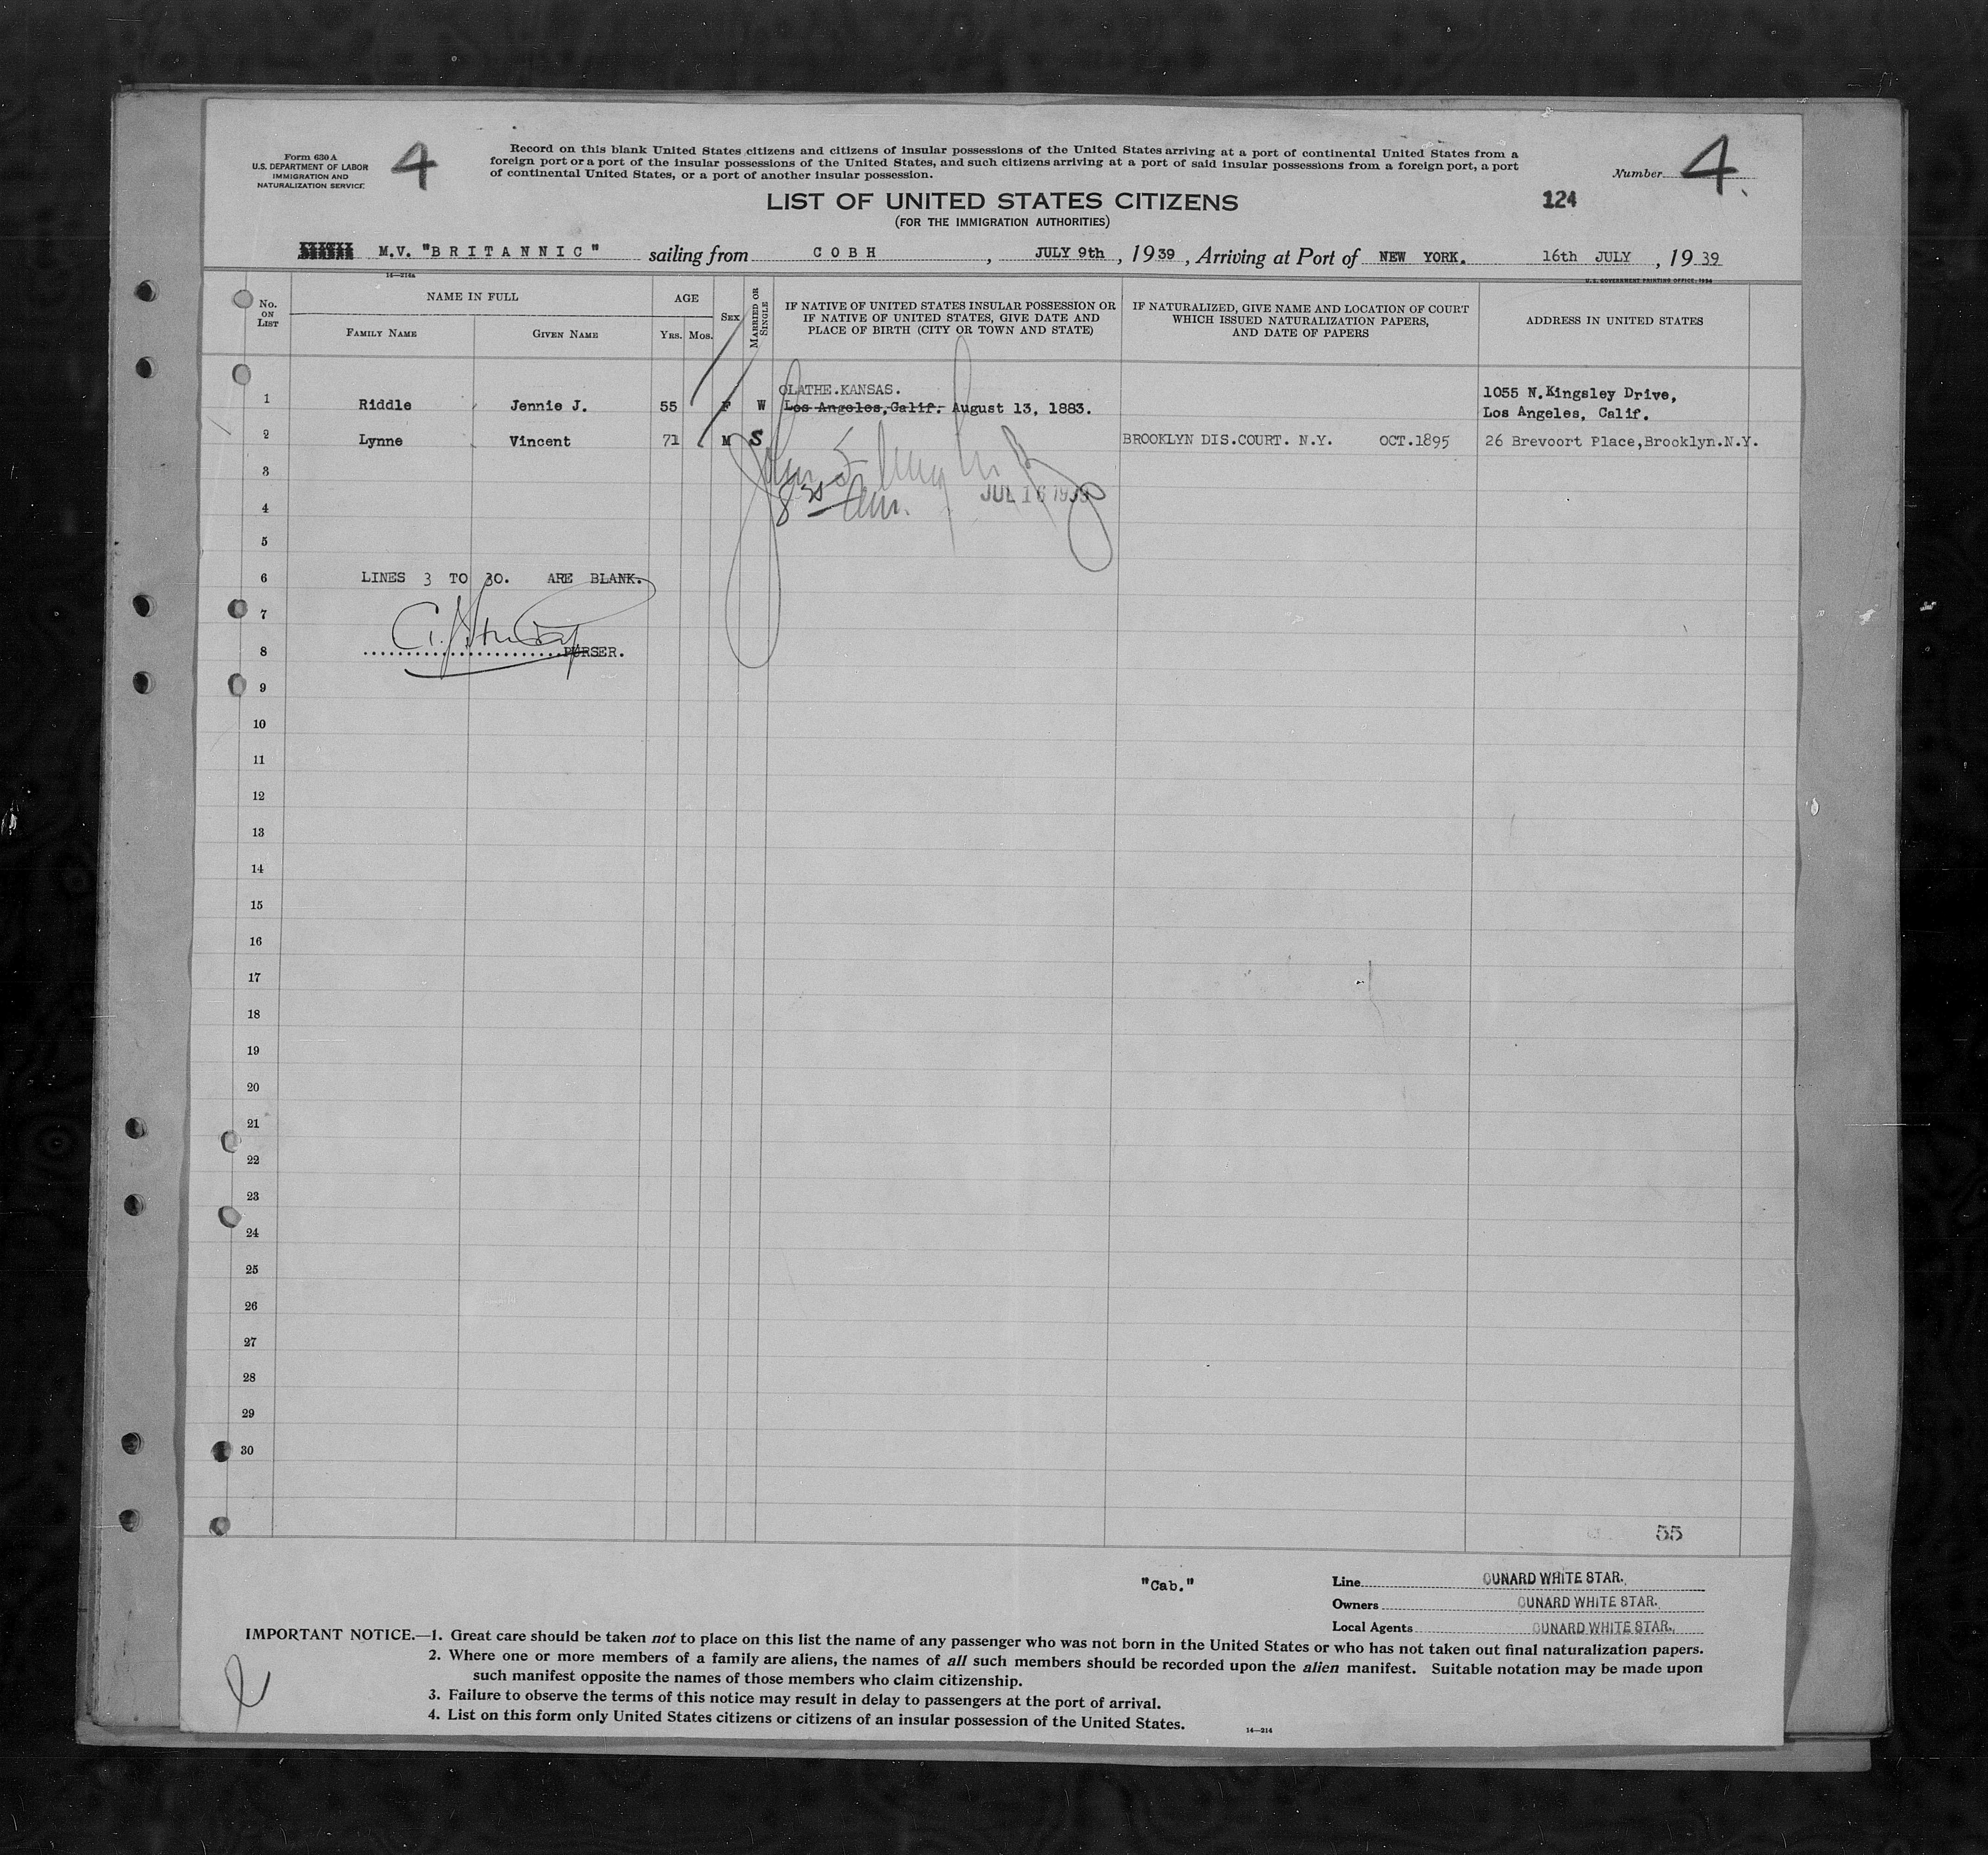 Form 630 A
U.S. DEPARTMENT OF LABOR
IMMIGRATION AND
NATURALIZATION SERVICE
4
Record on this blank United States citizens and citizens of insular possessions of the United States arriving at a port of continental United States from a
foreign port or a port of the insular possessions of the United States, and such citizens arriving at a port of said insular possessions from a foreign port, a port
of continental United States, or a port of another insular possession.
Number 4.
LIST OF UNITED STATES CITIZENS
(FOR THE IMMIGRATION AUTHORITIES)
124
M.V. "BRITANNIC" sailing from COBH, JULY 9th, 1939, Arriving at Port of NEW YORK. 16th JULY, 1939
14—214a
U.S. GOVERNMENT PRINTING OFFICE: 1934
No. ON LIST
NAME IN FULL
FAMILY NAME
GIVEN NAME
AGE
YRS. MOS.
SEX
MARRIED OR SINGLE
IF NATIVE OF UNITED STATES INSULAR POSSESSION OR
IF NATIVE OF UNITED STATES, GIVE DATE AND
PLACE OF BIRTH (CITY OR TOWN AND STATE)
IF NATURALIZED, GIVE NAME AND LOCATION OF COURT
WHICH ISSUED NATURALIZATION PAPERS,
AND DATE OF PAPERS
ADDRESS IN UNITED STATES
OLATHE.KANSAS.
1 Riddle Jennie J. 55 F W Los Angeles,Calif. August 13, 1883. 1055 N.Kingsley Drive,
Los Angeles, Calif.
2 Lynne Vincent 71 M S BROOKLYN DIS.COURT. N.Y. OCT.1895 26 Brevoort Place,Brooklyn.N.Y.
3
JUL 16 1939
4
5
6 LINES 3 TO 30. ARE BLANK.
7
8 PURSER.
9
10
11
12
13
14
15
16
17
18
19
20
21
22
23
24
25
26
27
28
29
30
55
"Cab."
Line CUNARD WHITE STAR.
Owners CUNARD WHITE STAR.
Local Agents CUNARD WHITE STAR.
IMPORTANT NOTICE.—1. Great care should be taken not to place on this list the name of any passenger who was not born in the United States or who has not taken out final naturalization papers.
2. Where one or more members of a family are aliens, the names of all such members should be recorded upon the alien manifest. Suitable notation may be made upon
such manifest opposite the names of those members who claim citizenship.
3. Failure to observe the terms of this notice may result in delay to passengers at the port of arrival.
4. List on this form only United States citizens or citizens of an insular possession of the United States.
14—214